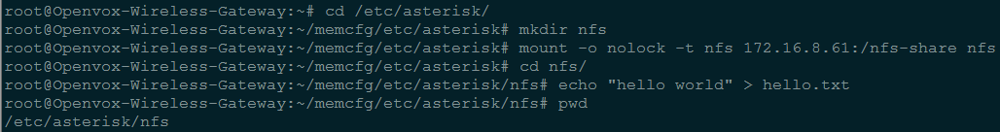 root@Openvox-Wireless-Gateway:~# cd /etc/asterisk/
root@Openvox-Wireless-Gateway:~/memcfg/etc/asterisk# mkdir nfs
root@Openvox-Wireless-Gateway:~/memcfg/etc/asterisk# mount -o nolock -t nfs 172.16.8.61:/nfs-share nfs
root@Openvox-Wireless-Gateway:~/memcfg/etc/asterisk# cd nfs/
root@Openvox-Wireless-Gateway:~/memcfg/etc/asterisk/nfs# echo "hello world" > hello.txt
root@Openvox-Wireless-Gateway:~/memcfg/etc/asterisk/nfs# pwd
/etc/asterisk/nfs